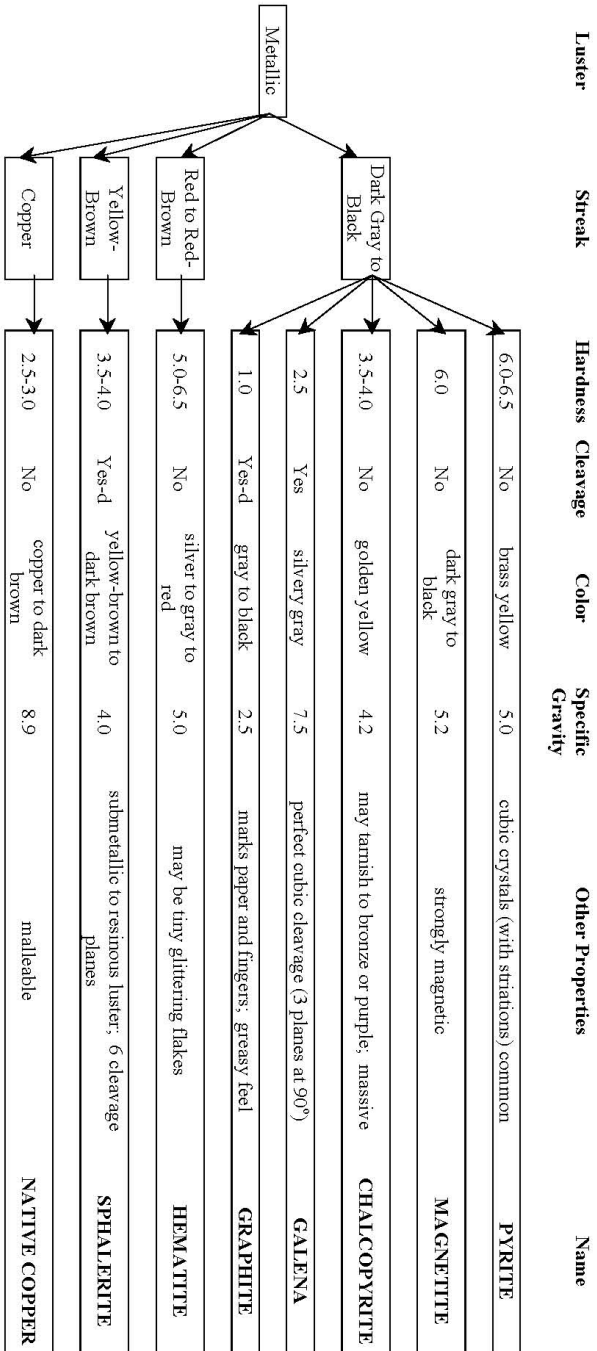 Luster
Streak
Hardness
Cleavage
Color
Specific
Gravity
Other Properties
Name
Metallic
Dark Gray to
Black
6.0-6.5
No
brass yellow
5.0
cubic crystals (with striations) common
PYRITE
6.0
No
dark gray to
black
5.2
strongly magnetic
MAGNETITE
3.5-4.0
No
golden yellow
4.2
may tarnish to bronze or purple; massive
CHALCOPYRITE
2.5
Yes
silvery gray
7.5
perfect cubic cleavage (3 planes at 90°)
GALENA
1.0
Yes-d
gray to black
2.5
marks paper and fingers; greasy feel
GRAPHITE
Red to Red-
Brown
5.0-6.5
No
silver to gray to
red
5.0
may be tiny glittering flakes
HEMATITE
Yellow-
Brown
3.5-4.0
Yes-d
yellow-brown to
dark brown
4.0
submetallic to resinous luster; 6 cleavage
planes
SPHALERITE
Copper
2.5-3.0
No
copper to dark
brown
8.9
malleable
NATIVE COPPER